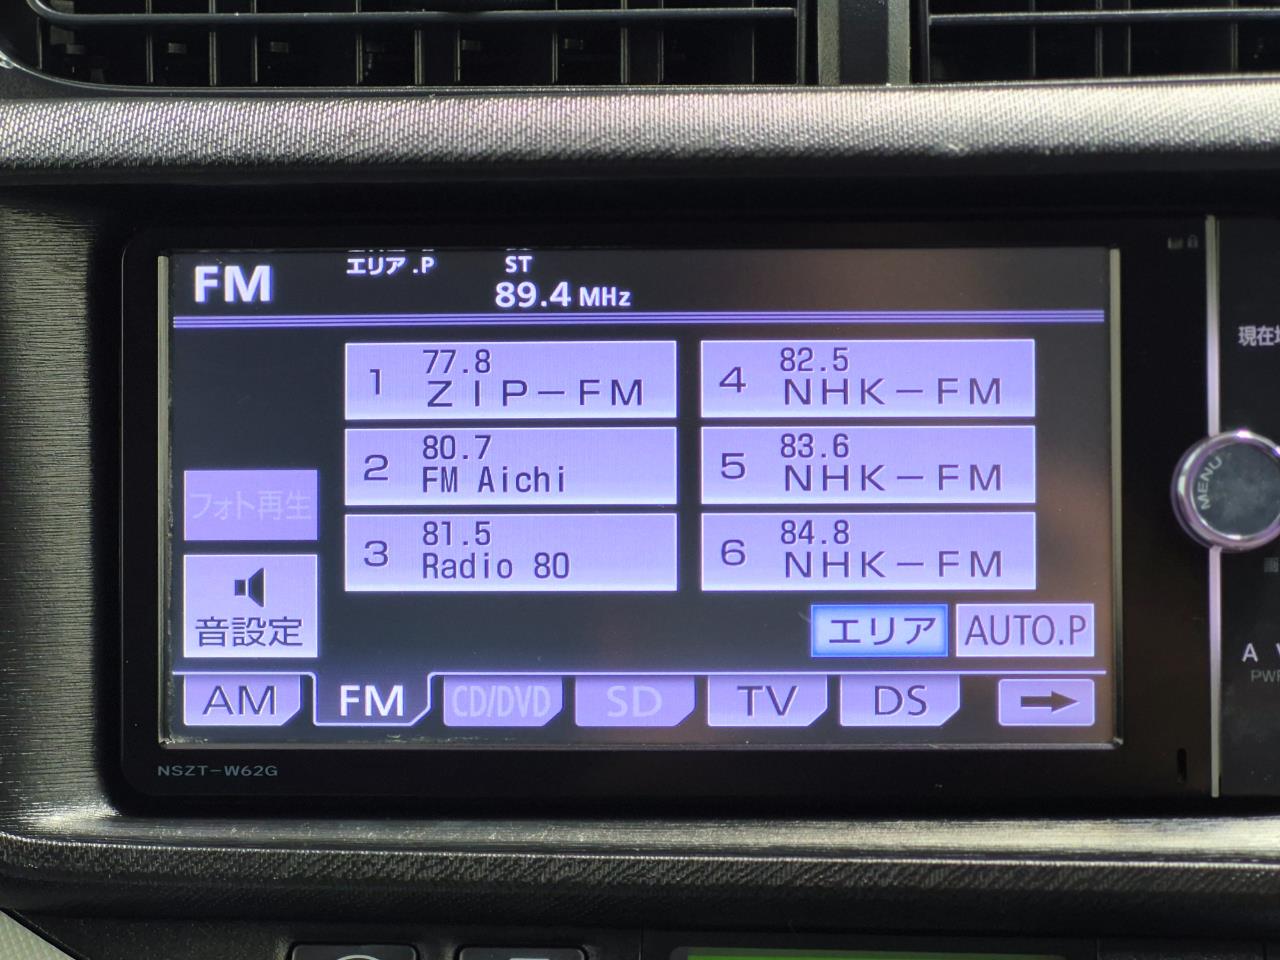 FM
エリア.P
ST
89.4 MHz
1 77.8
ZIP-FM
2 80.7
FM Aichi
3 81.5
Radio 80
4 82.5
NHK-FM
5 83.6
NHK-FM
6 84.8
NHK-FM
フォト再生
音設定
エリア
AUTO.P
AM
FM
CD/DVD
SD
TV
DS
NSZT-W62G
MENU